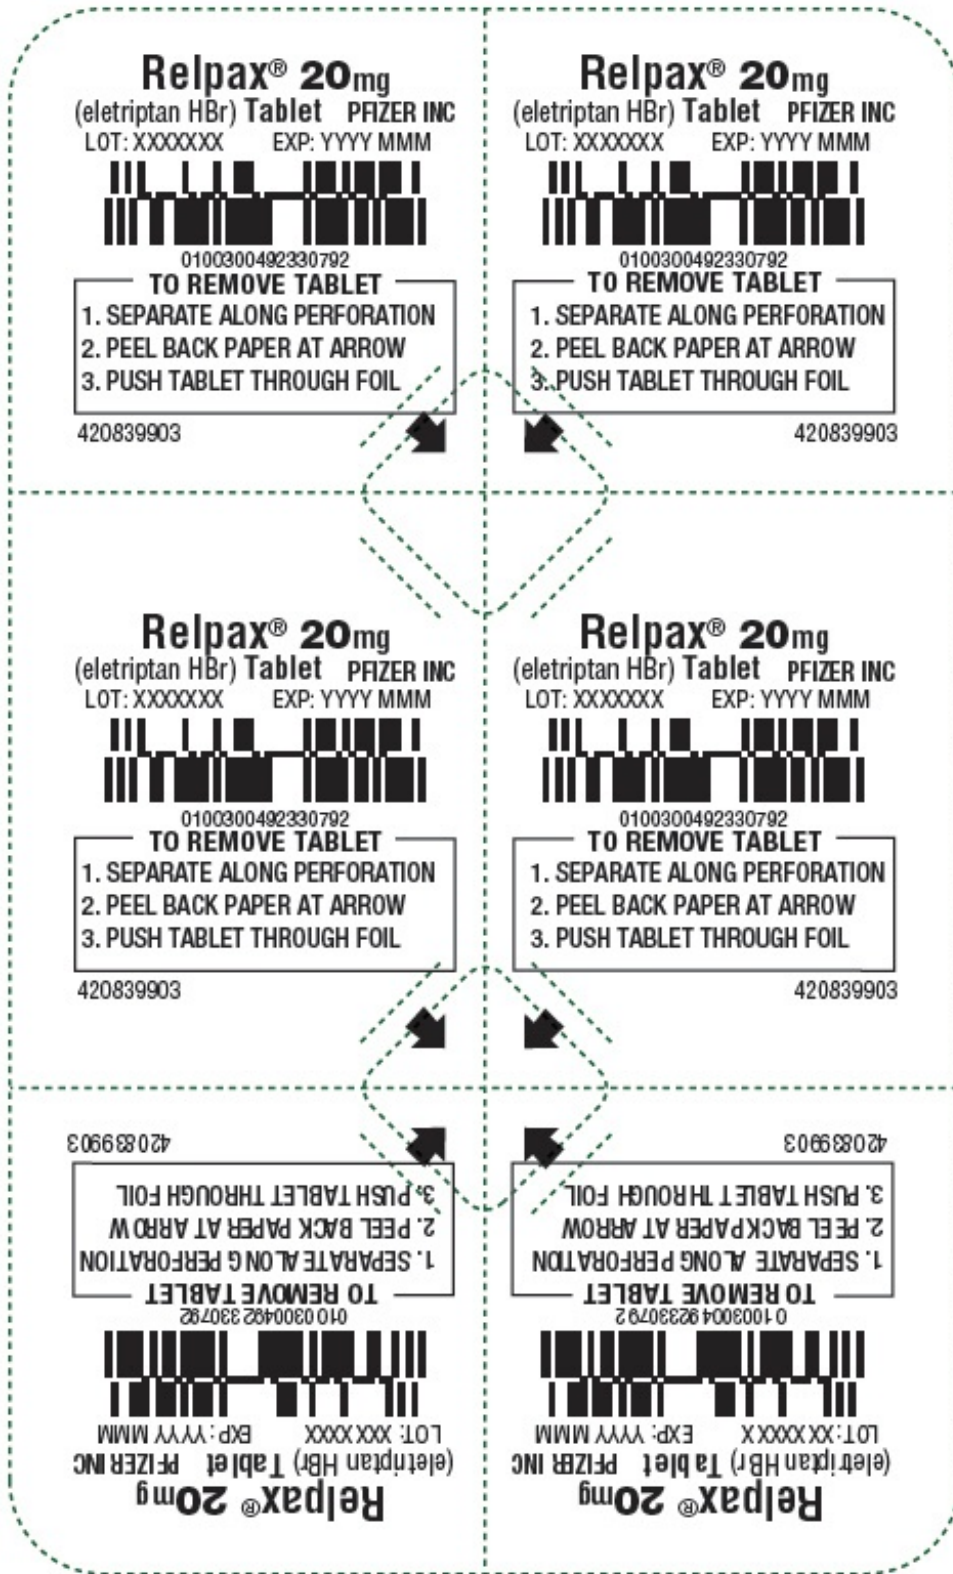 Relpax® 20mg
(eletriptan HBr) Tablet PFIZER INC
LOT: XXXXXXX EXP: YYYY MMM
0100300492330792
TO REMOVE TABLET
1. SEPARATE ALONG PERFORATION
2. PEEL BACK PAPER AT ARROW
3. PUSH TABLET THROUGH FOIL
420839903
Relpax® 20mg
(eletriptan HBr) Tablet PFIZER INC
LOT: XXXXXXX EXP: YYYY MMM
0100300492330792
TO REMOVE TABLET
1. SEPARATE ALONG PERFORATION
2. PEEL BACK PAPER AT ARROW
3. PUSH TABLET THROUGH FOIL
420839903
Relpax® 20mg
(eletriptan HBr) Tablet PFIZER INC
LOT: XXXXXXX EXP: YYYY MMM
0100300492330792
TO REMOVE TABLET
1. SEPARATE ALONG PERFORATION
2. PEEL BACK PAPER AT ARROW
3. PUSH TABLET THROUGH FOIL
420839903
Relpax® 20mg
(eletriptan HBr) Tablet PFIZER INC
LOT: XXXXXXX EXP: YYYY MMM
0100300492330792
TO REMOVE TABLET
1. SEPARATE ALONG PERFORATION
2. PEEL BACK PAPER AT ARROW
3. PUSH TABLET THROUGH FOIL
420839903
Relpax® 20mg
(eletriptan HBr) Tablet PFIZER INC
LOT: XXXXXXX EXP: YYYY MMM
0100300492330792
TO REMOVE TABLET
1. SEPARATE ALONG PERFORATION
2. PEEL BACK PAPER AT ARROW
3. PUSH TABLET THROUGH FOIL
420839903
Relpax® 20mg
(eletriptan HBr) Tablet PFIZER INC
LOT: XXXXXXX EXP: YYYY MMM
0100300492330792
TO REMOVE TABLET
1. SEPARATE ALONG PERFORATION
2. PEEL BACK PAPER AT ARROW
3. PUSH TABLET THROUGH FOIL
420839903